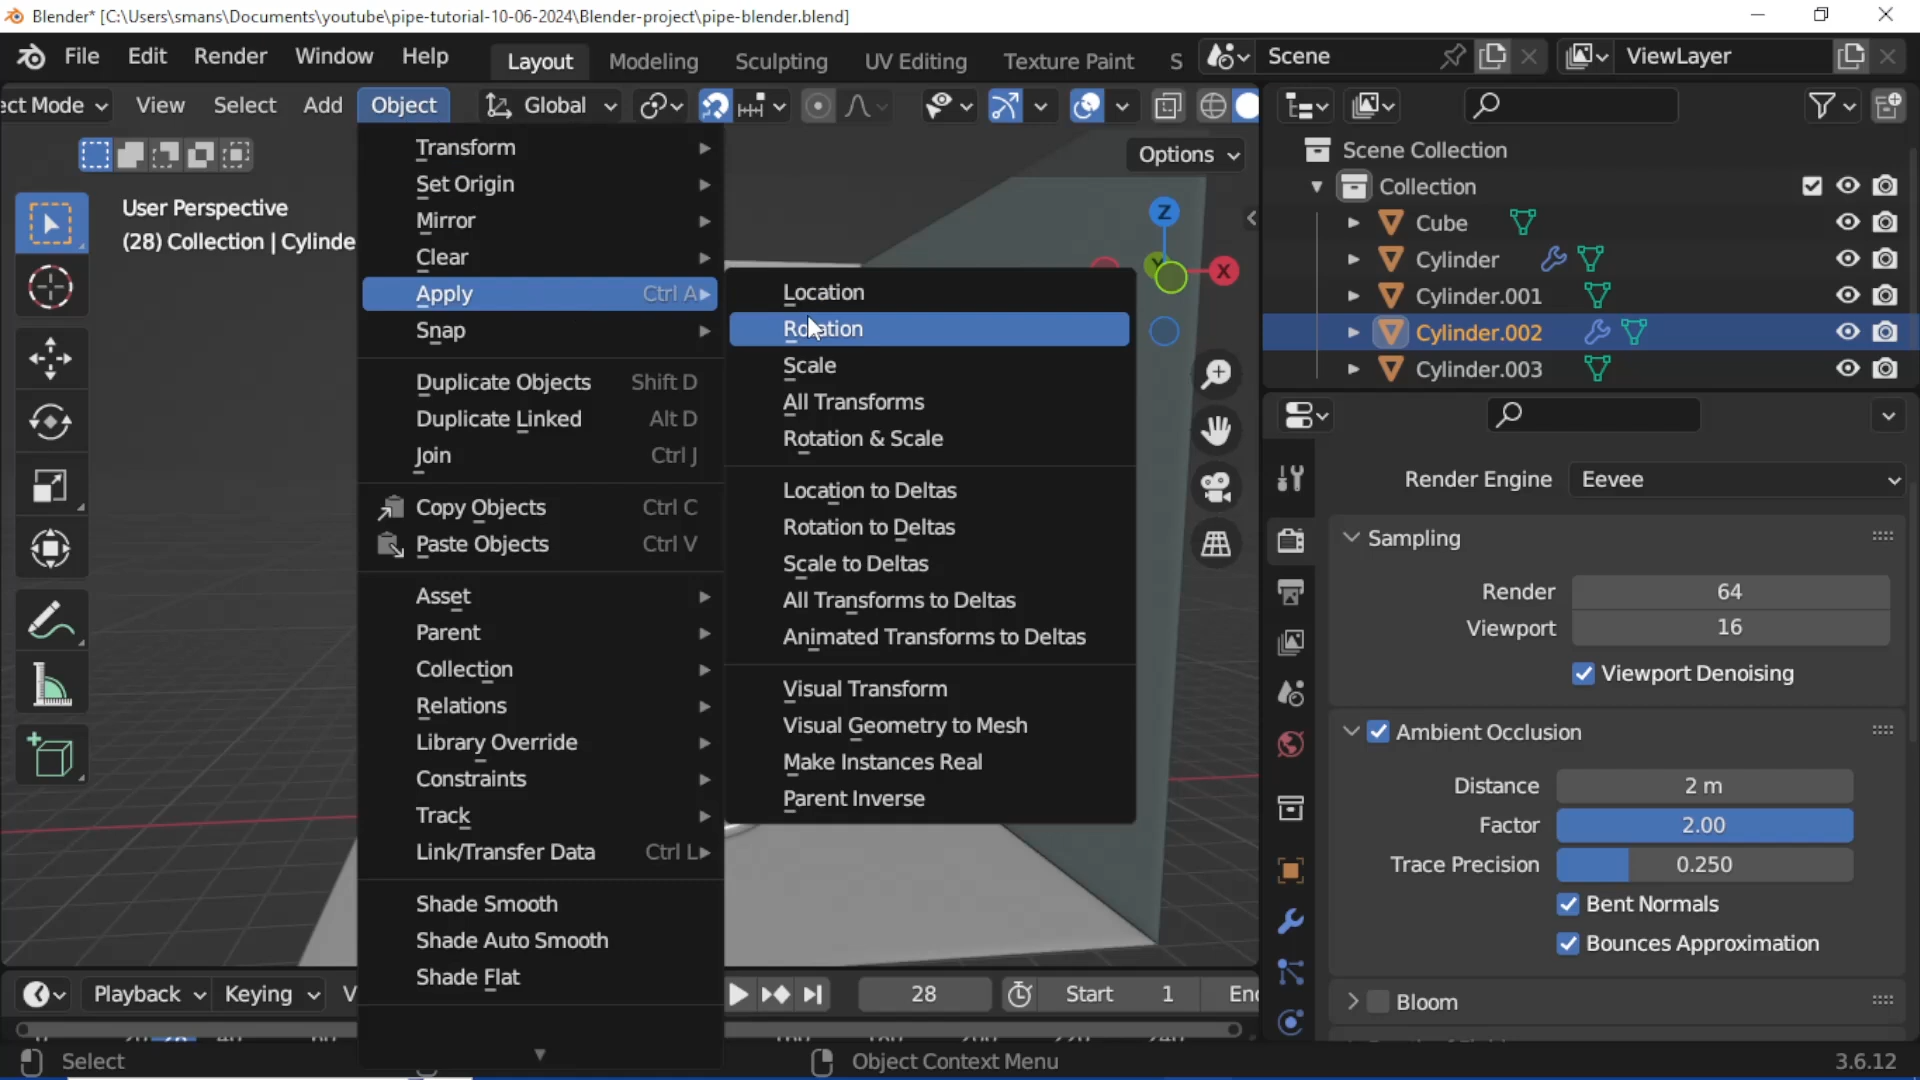 Blender* [C:\Users\smans\Documents\youtube\pipe-tutorial-10-06-2024\Blender-project\pipe-blender.blend]
File Edit Render Window Help Layout Modeling Sculpting UV Editing Texture Paint S Scene ViewLayer
ect Mode View Select Add Object Global
Options
User Perspective
(28) Collection | Cylinde
Transform
Set Origin
Mirror
Clear
Apply Ctrl A
Snap
Duplicate Objects Shift D
Duplicate Linked Alt D
Join Ctrl J
Copy Objects Ctrl C
Paste Objects Ctrl V
Asset
Parent
Collection
Relations
Library Override
Constraints
Track
Link/Transfer Data Ctrl L
Shade Smooth
Shade Auto Smooth
Shade Flat
Location
Rotation
Scale
All Transforms
Rotation & Scale
Location to Deltas
Rotation to Deltas
Scale to Deltas
All Transforms to Deltas
Animated Transforms to Deltas
Visual Transform
Visual Geometry to Mesh
Make Instances Real
Parent Inverse
Z
Y
X
Scene Collection
Collection
Cube
Cylinder
Cylinder.001
Cylinder.002
Cylinder.003
Render Engine Eevee
Sampling
Render 64
Viewport 16
Viewport Denoising
Ambient Occlusion
Distance 2 m
Factor 2.00
Trace Precision 0.250
Bent Normals
Bounces Approximation
Bloom
Playback Keying V 28 Start 1 End
Select Object Context Menu 3.6.12